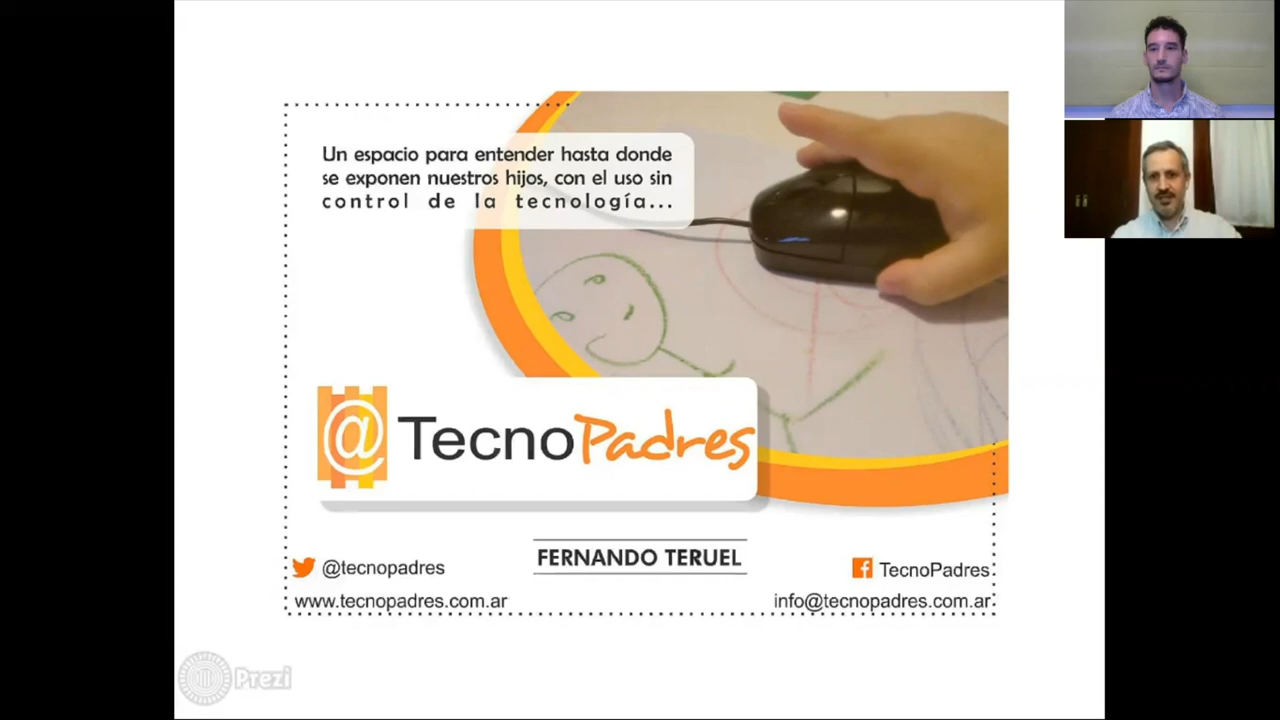 Un espacio para entender hasta donde
se exponen nuestros hijos, con el uso sin
control de la tecnología...
@TecnoPadres
FERNANDO TERUEL
@tecnopadres
TecnoPadres
www.tecnopadres.com.ar
info@tecnopadres.com.ar
Prezi